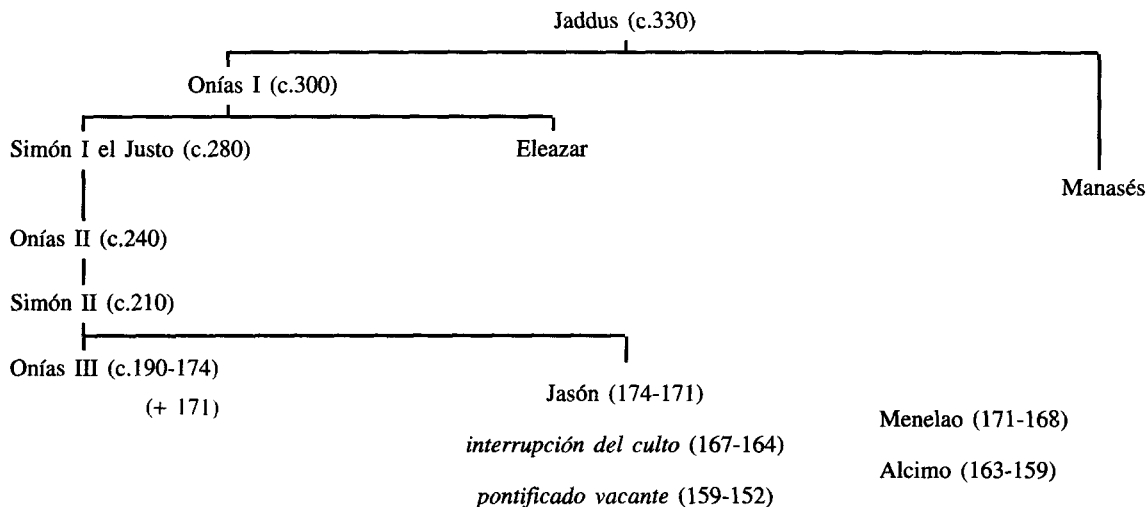 Jaddus (c.330)
Onías I (c.300)
Simón I el Justo (c.280) Eleazar
Manasés
Onías II (c.240)
Simón II (c.210)
Onías III (c.190-174)
(+ 171)
Jasón (174-171)
Menelao (171-168)
interrupción del culto (167-164)
Alcimo (163-159)
pontificado vacante (159-152)